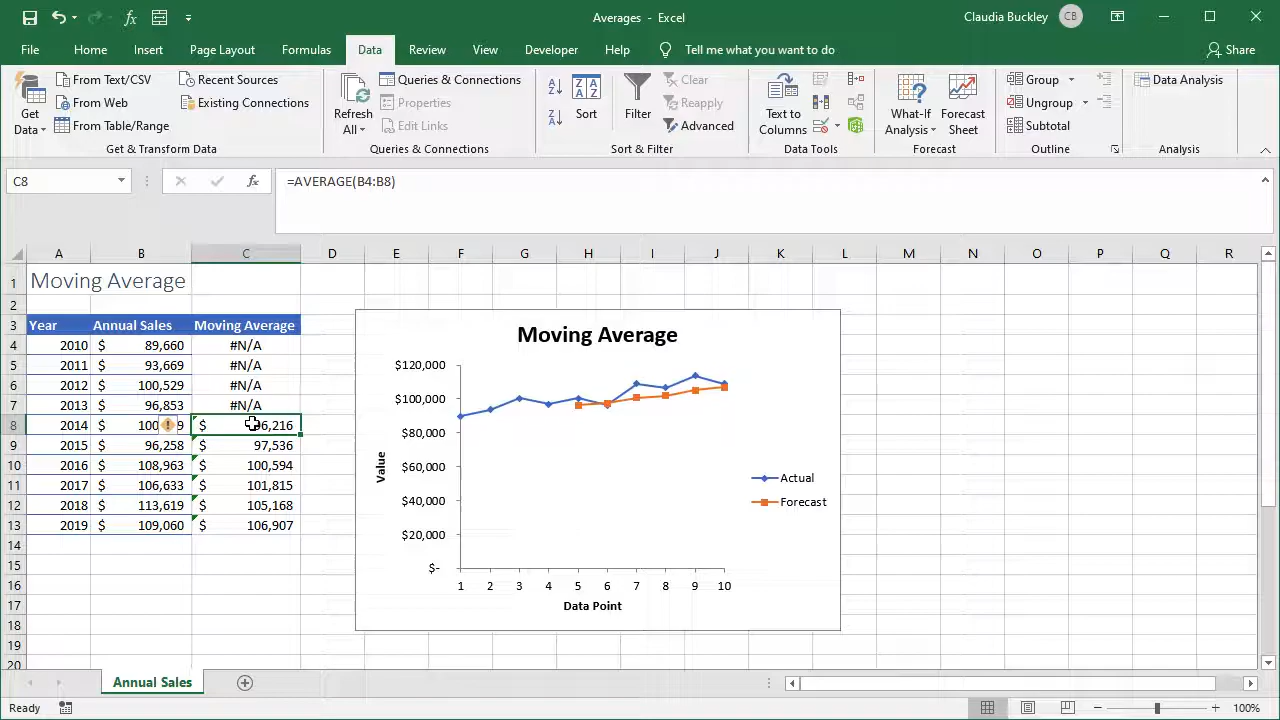 Averages - Excel
Claudia Buckley CB
File Home Insert Page Layout Formulas Data Review View Developer Help Tell me what you want to do Share
Get Data
From Text/CSV
From Web
From Table/Range
Recent Sources
Existing Connections
Get & Transform Data
Refresh All
Queries & Connections
Properties
Edit Links
Queries & Connections
Sort
Filter
Clear
Reapply
Advanced
Sort & Filter
Text to Columns
Data Tools
What-If Analysis
Forecast Sheet
Forecast
Group
Ungroup
Subtotal
Outline
Data Analysis
Analysis
C8 fx =AVERAGE(B4:B8)
A B C D E F G H I J K L M N O P Q R
1 Moving Average
2
3 Year Annual Sales Moving Average
4 2010 $ 89,660 #N/A
5 2011 $ 93,669 #N/A
6 2012 $ 100,529 #N/A
7 2013 $ 96,853 #N/A
8 2014 $ $
9 2015 $ 96,258 $ 97,536
10 2016 $ 108,963 $ 100,594
11 2017 $ 106,633 $ 101,815
12 2018 $ 113,619 $ 105,168
13 2019 $ 109,060 $ 106,907
14
15
16
17
18
19
20
Moving Average
$120,000
$100,000
$80,000
$60,000
$40,000
$20,000
$-
Value
1 2 3 4 5 6 7 8 9 10
Data Point
Actual
Forecast
Annual Sales
Ready
100%